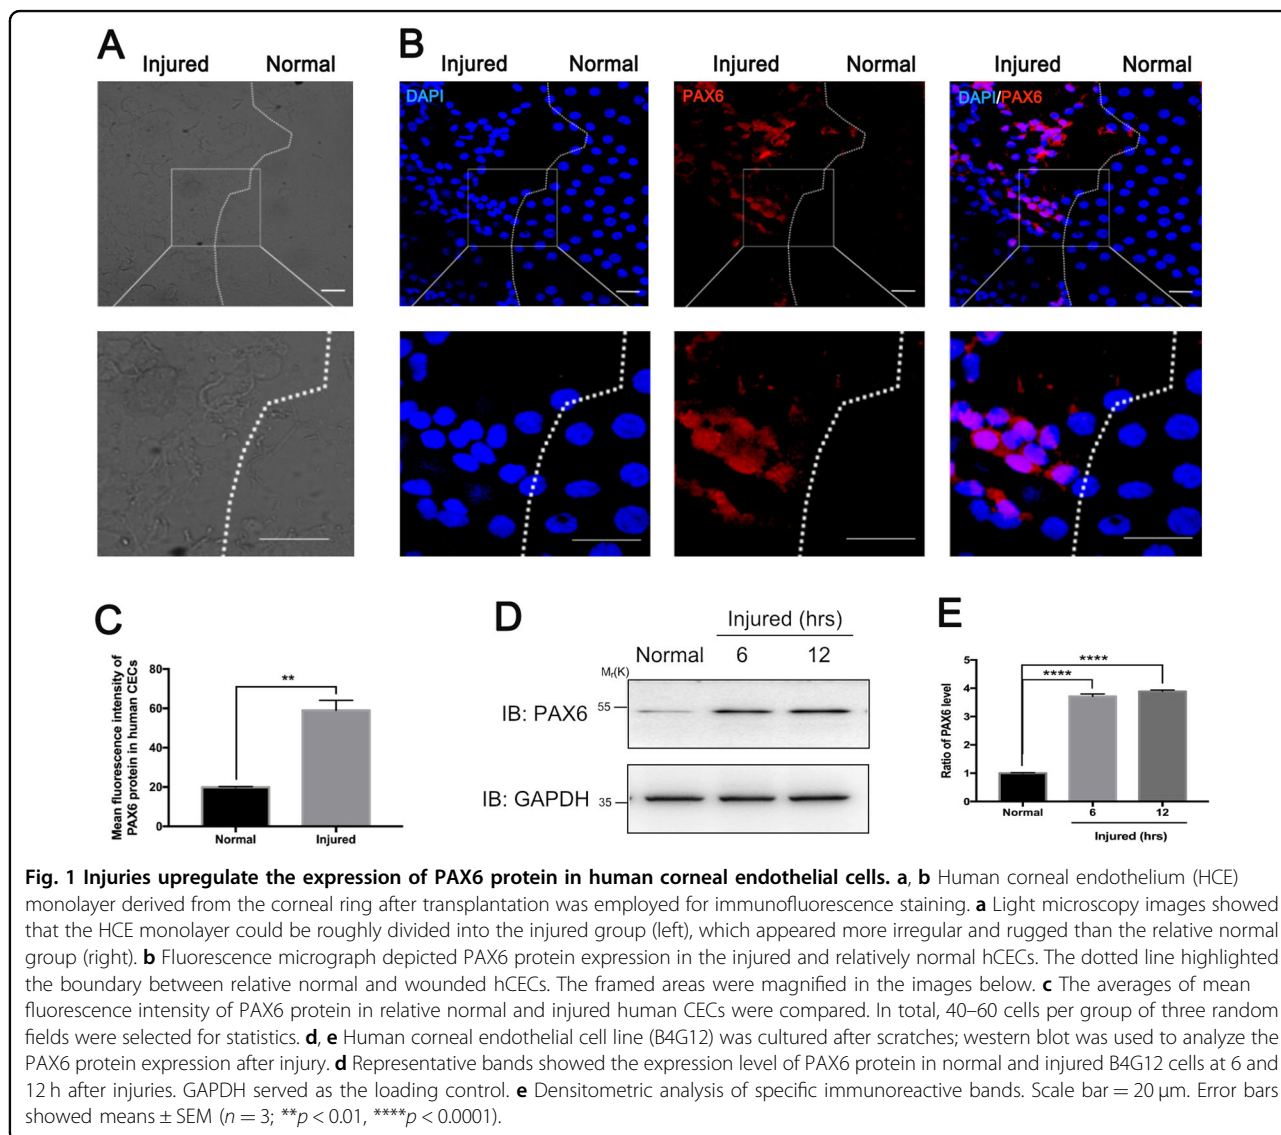 A
B
Injured Normal
Injured Normal
Injured Normal
Injured Normal
DAPI
PAX6
DAPI/PAX6
C
Mean fluorescence intensity of
PAX6 protein in human CECs
80
60
40
20
0
**
Normal Injured
D
Injured (hrs)
Normal 6 12
Mr(K)
IB: PAX6
55
IB: GAPDH
35
E
Ratio of PAX6 level
5
4
3
2
1
0
****
****
Normal 6 12
Injured (hrs)
Fig. 1 Injuries upregulate the expression of PAX6 protein in human corneal endothelial cells. a, b Human corneal endothelium (HCE)
monolayer derived from the corneal ring after transplantation was employed for immunofluorescence staining. a Light microscopy images showed
that the HCE monolayer could be roughly divided into the injured group (left), which appeared more irregular and rugged than the relative normal
group (right). b Fluorescence micrograph depicted PAX6 protein expression in the injured and relatively normal hCECs. The dotted line highlighted
the boundary between relative normal and wounded hCECs. The framed areas were magnified in the images below. c The averages of mean
fluorescence intensity of PAX6 protein in relative normal and injured human CECs were compared. In total, 40–60 cells per group of three random
fields were selected for statistics. d, e Human corneal endothelial cell line (B4G12) was cultured after scratches; western blot was used to analyze the
PAX6 protein expression after injury. d Representative bands showed the expression level of PAX6 protein in normal and injured B4G12 cells at 6 and
12 h after injuries. GAPDH served as the loading control. e Densitometric analysis of specific immunoreactive bands. Scale bar = 20 μm. Error bars
showed means ± SEM (n = 3; **p < 0.01, ****p < 0.0001).